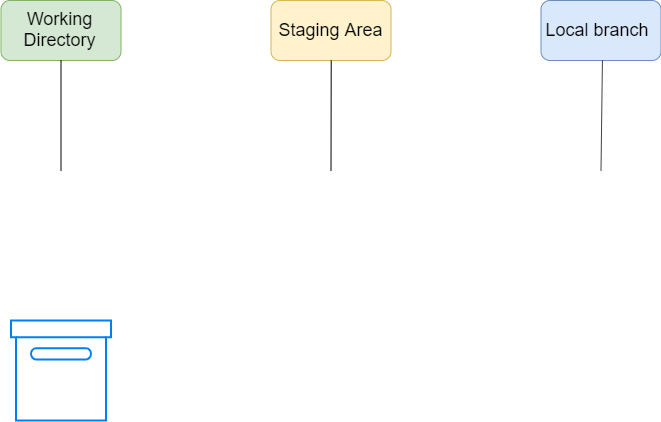 Working
Directory
Staging Area
Local branch